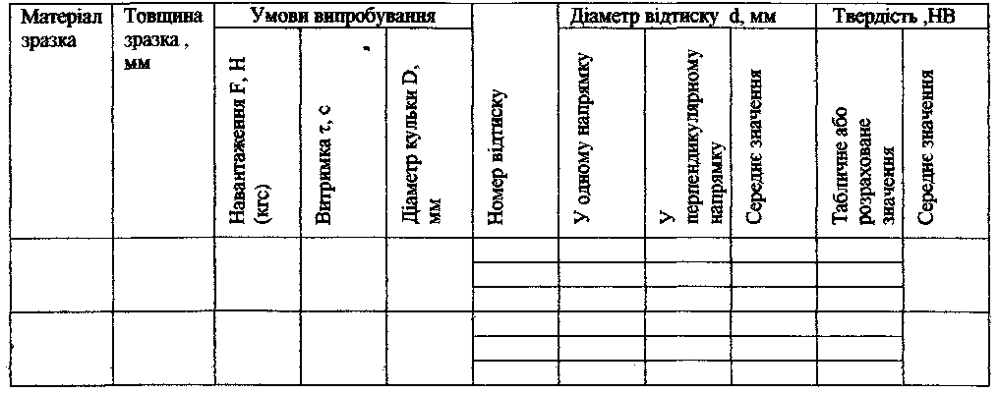 Матеріал
зразка
Товщина
зразка ,
мм
Умови випробування
Навантаження F, Н
(кгс)
Витримка τ, с
Діаметр кульки D,
мм
Номер відтиску
Діаметр відтиску d, мм
У одному напрямку
У
перпендикулярному
напрямку
Середнє значення
Твердість ,НВ
Табличне або
розраховане
значення
Середнє значення